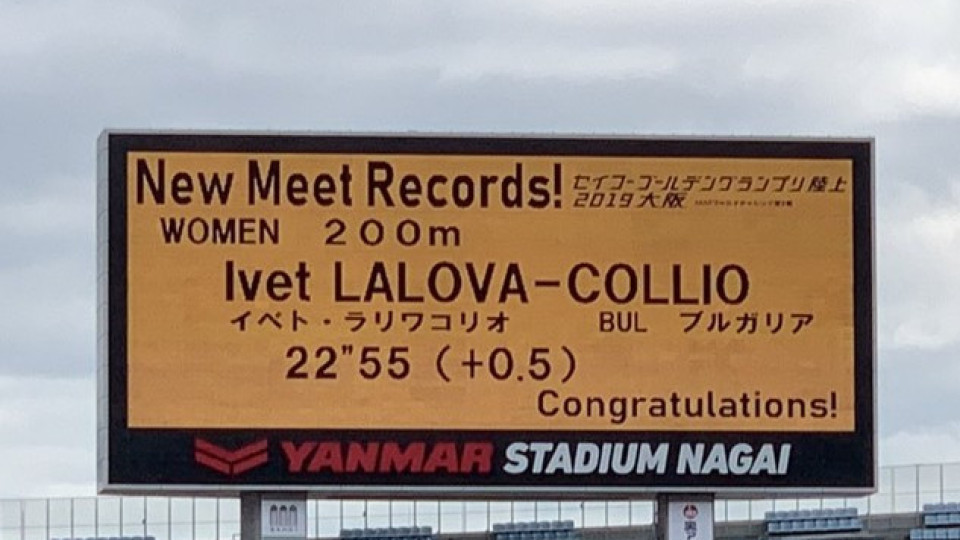 New Meet Records!
セイコーゴールデングランプリ陸上
2019大阪
WOMEN 200m
Ivet LALOVA-COLLIO
イベト・ラリワコリオ BUL ブルガリア
22"55 (+0.5)
Congratulations!
YANMAR STADIUM NAGAI